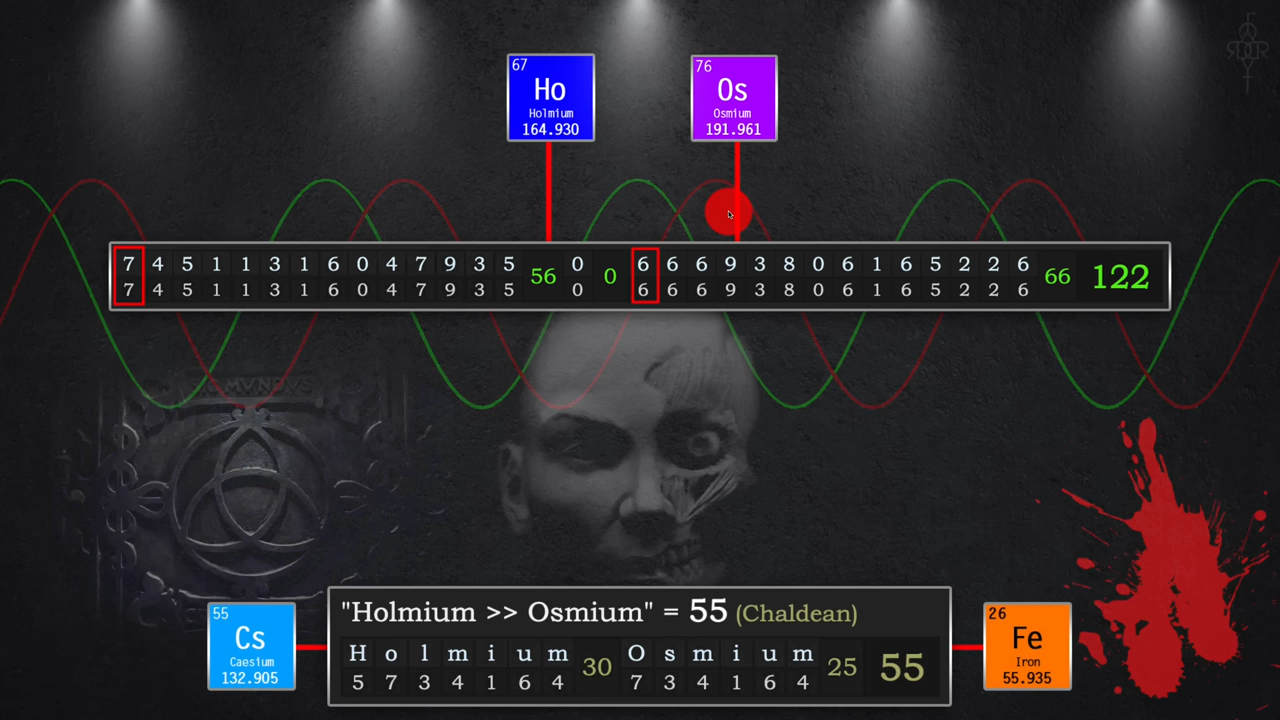 67
Ho
Holmium
164.930
76
Os
Osmium
191.961
7 4 5 1 1 3 1 6 0 4 7 9 3 5 56 0 0 6 6 6 9 3 8 0 6 1 6 5 2 2 6 66 122
7 4 5 1 1 3 1 6 0 4 7 9 3 5 0 6 6 6 9 3 8 0 6 1 6 5 2 2 6
MVNDVS
"Holmium >> Osmium" = 55 (Chaldean)
H o l m i u m 30 O s m i u m 25 55
5 7 3 4 1 6 4 7 3 4 1 6 4
55
Cs
Caesium
132.905
26
Fe
Iron
55.935